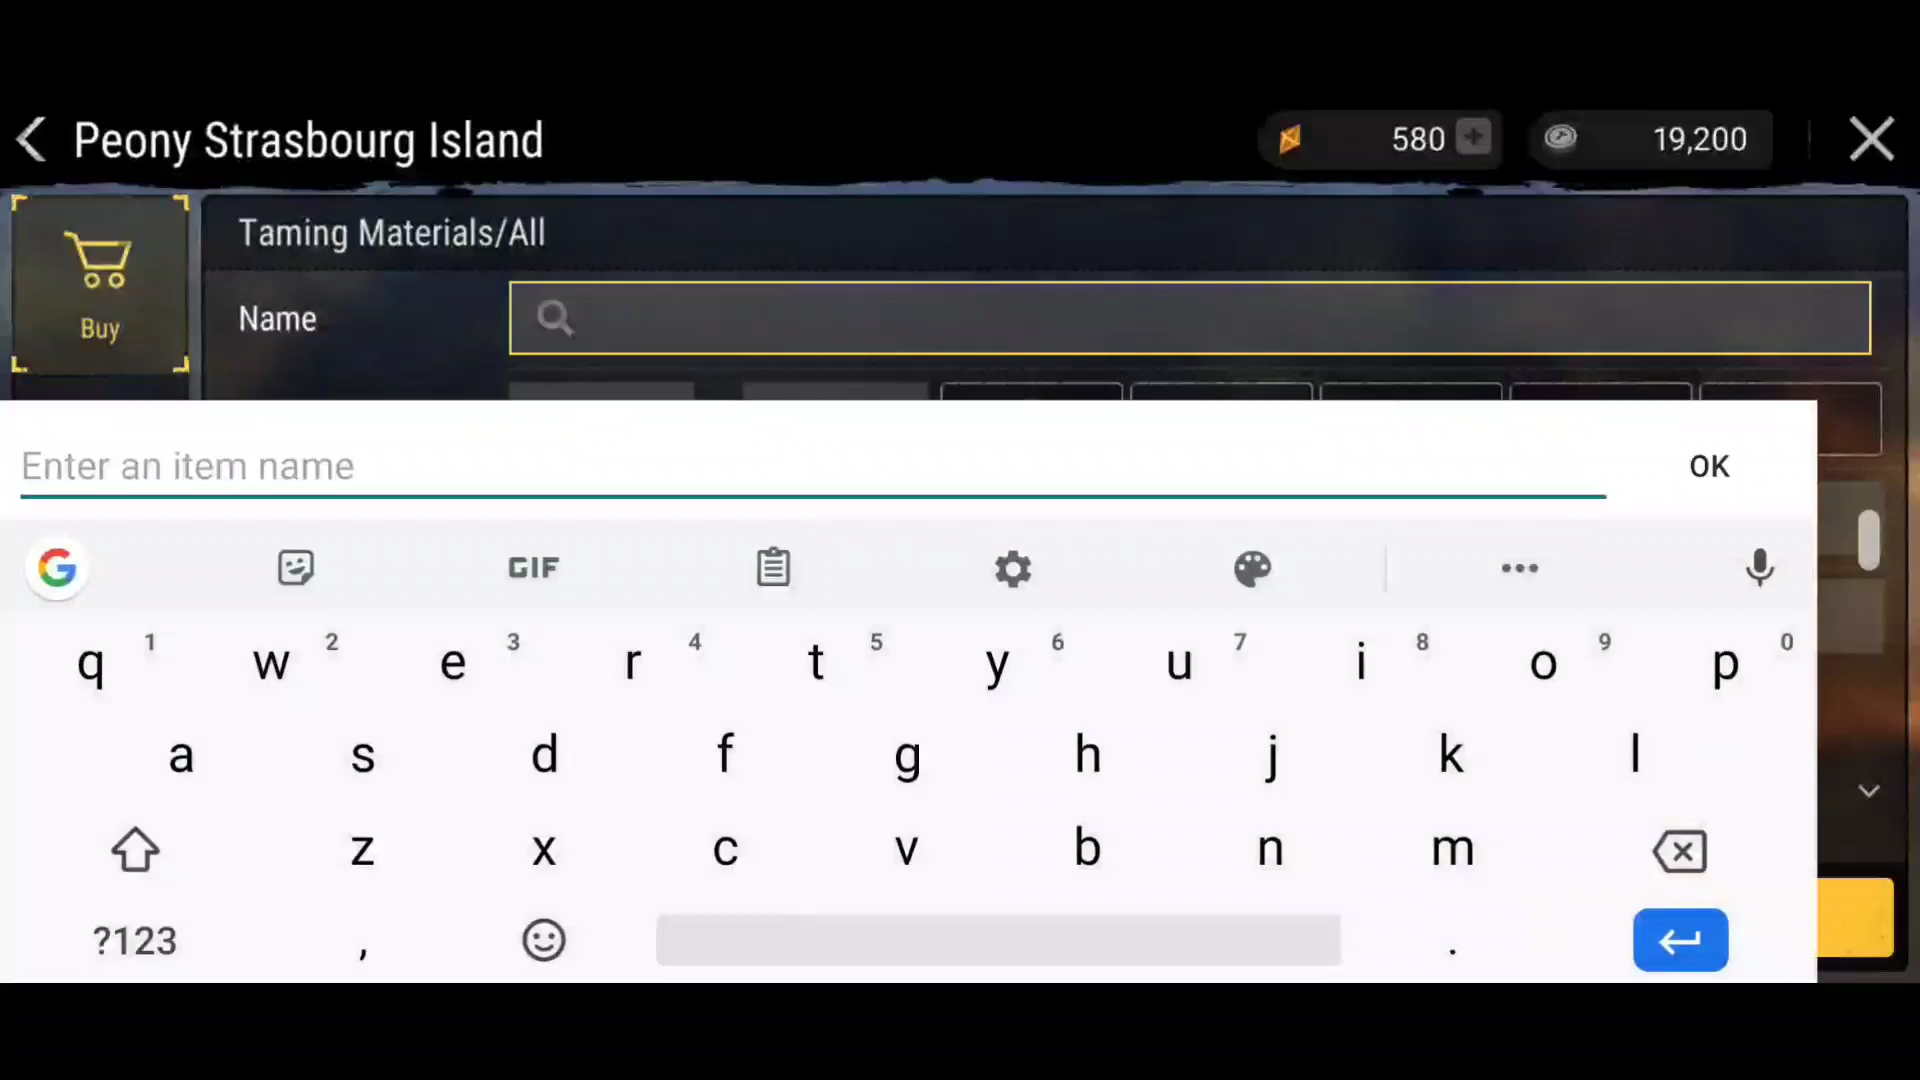 Peony Strasbourg Island
580
19,200
Buy
Taming Materials/All
Name
Enter an item name
OK
GIF
q 1 w 2 e 3 r 4 t 5 y 6 u 7 i 8 o 9 p 0
a s d f g h j k l
z x c v b n m
?123 , .